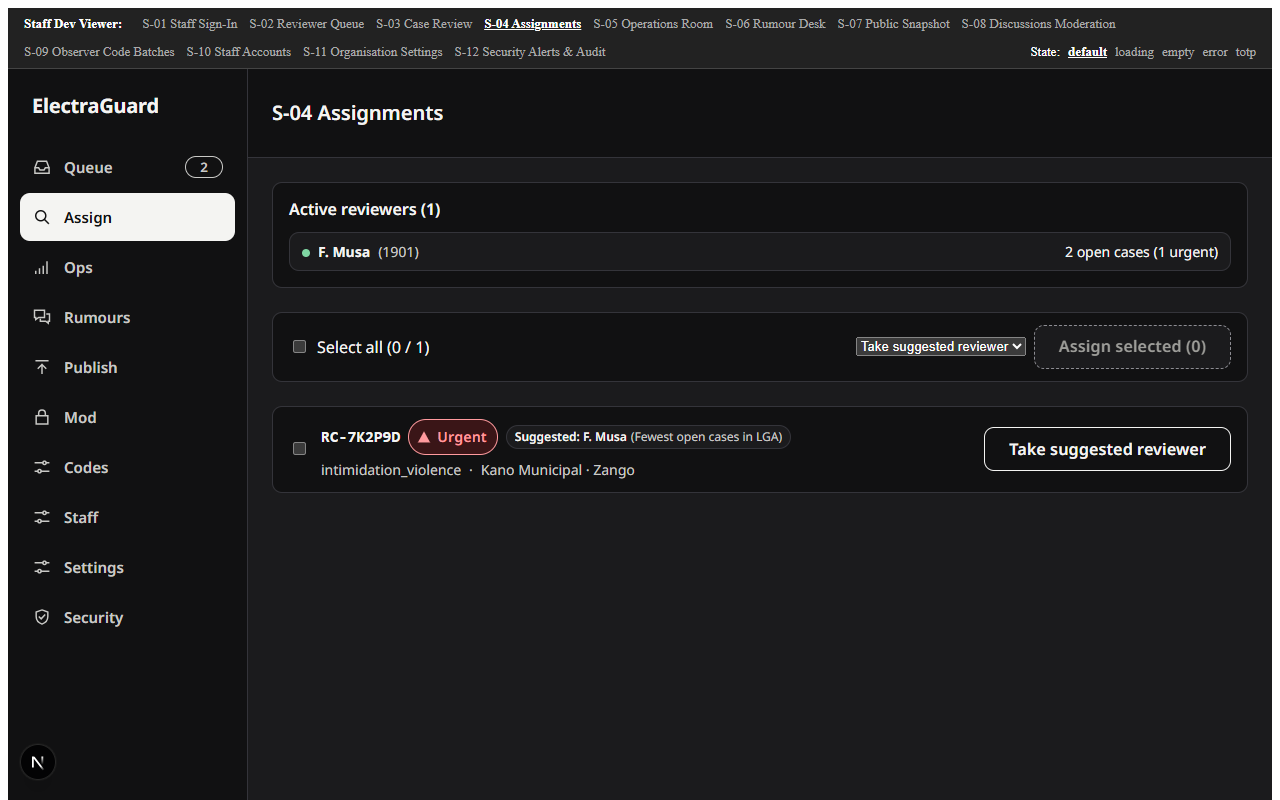 Staff Dev Viewer: S-01 Staff Sign-In S-02 Reviewer Queue S-03 Case Review S-04 Assignments S-05 Operations Room S-06 Rumour Desk S-07 Public Snapshot S-08 Discussions Moderation
S-09 Observer Code Batches S-10 Staff Accounts S-11 Organisation Settings S-12 Security Alerts & Audit State: default loading empty error totp
ElectraGuard
S-04 Assignments
Queue 2
Assign
Ops
Rumours
Publish
Mod
Codes
Staff
Settings
Security
N
Active reviewers (1)
F. Musa (1901) 2 open cases (1 urgent)
Select all (0 / 1) Take suggested reviewer Assign selected (0)
RC-7K2P9D Urgent Suggested: F. Musa (Fewest open cases in LGA)
intimidation_violence · Kano Municipal · Zango
Take suggested reviewer